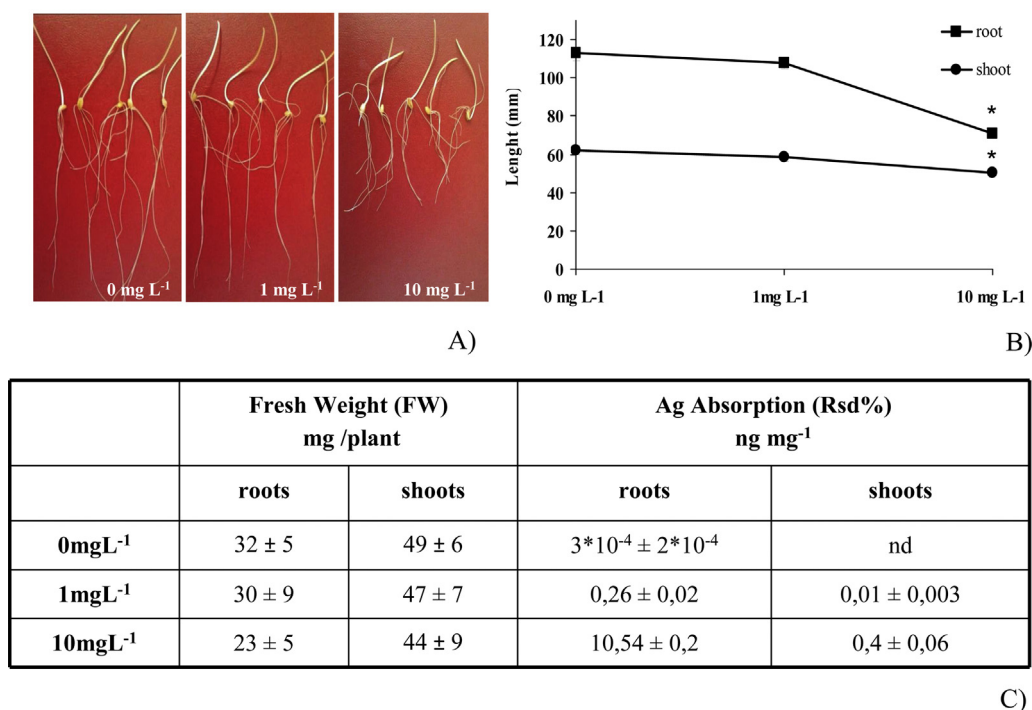 0 mg L⁻¹
1 mg L⁻¹
10 mg L⁻¹
A)
root
shoot
Lenght (mm)
120
100
80
60
40
20
0
*
*
0 mg L-1
1mg L-1
10 mg L-1
B)
Fresh Weight (FW)
mg /plant
Ag Absorption (Rsd%)
ng mg⁻¹
roots shoots roots shoots
0mgL⁻¹ 32 ± 5 49 ± 6 3*10⁻⁴ ± 2*10⁻⁴ nd
1mgL⁻¹ 30 ± 9 47 ± 7 0,26 ± 0,02 0,01 ± 0,003
10mgL⁻¹ 23 ± 5 44 ± 9 10,54 ± 0,2 0,4 ± 0,06
C)